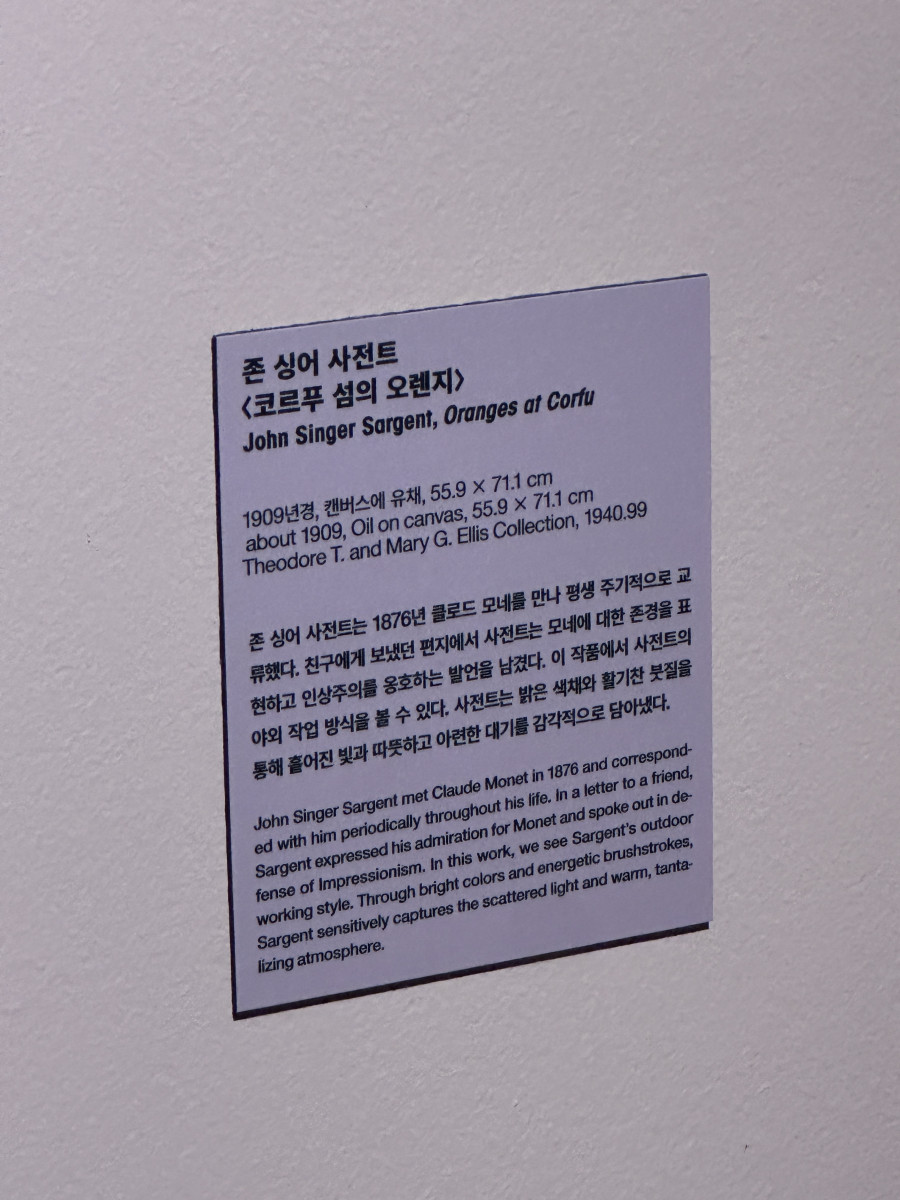 존 싱어 사전트
〈코르푸 섬의 오렌지〉
John Singer Sargent, Oranges at Corfu
1909년경, 캔버스에 유채, 55.9 × 71.1 cm
about 1909, Oil on canvas, 55.9 × 71.1 cm
Theodore T. and Mary G. Ellis Collection, 1940.99
존 싱어 사전트는 1876년 클로드 모네를 만나 평생 주기적으로 교
류했다. 친구에게 보냈던 편지에서 사전트는 모네에 대한 존경을 표
현하고 인상주의를 옹호하는 발언을 남겼다. 이 작품에서 사전트의
야외 작업 방식을 볼 수 있다. 사전트는 밝은 색채와 활기찬 붓질을
통해 흩어진 빛과 따뜻하고 아련한 대기를 감각적으로 담아냈다.
John Singer Sargent met Claude Monet in 1876 and correspond-
ed with him periodically throughout his life. In a letter to a friend,
Sargent expressed his admiration for Monet and spoke out in de-
fense of Impressionism. In this work, we see Sargent's outdoor
working style. Through bright colors and energetic brushstrokes,
Sargent sensitively captures the scattered light and warm, tanta-
lizing atmosphere.